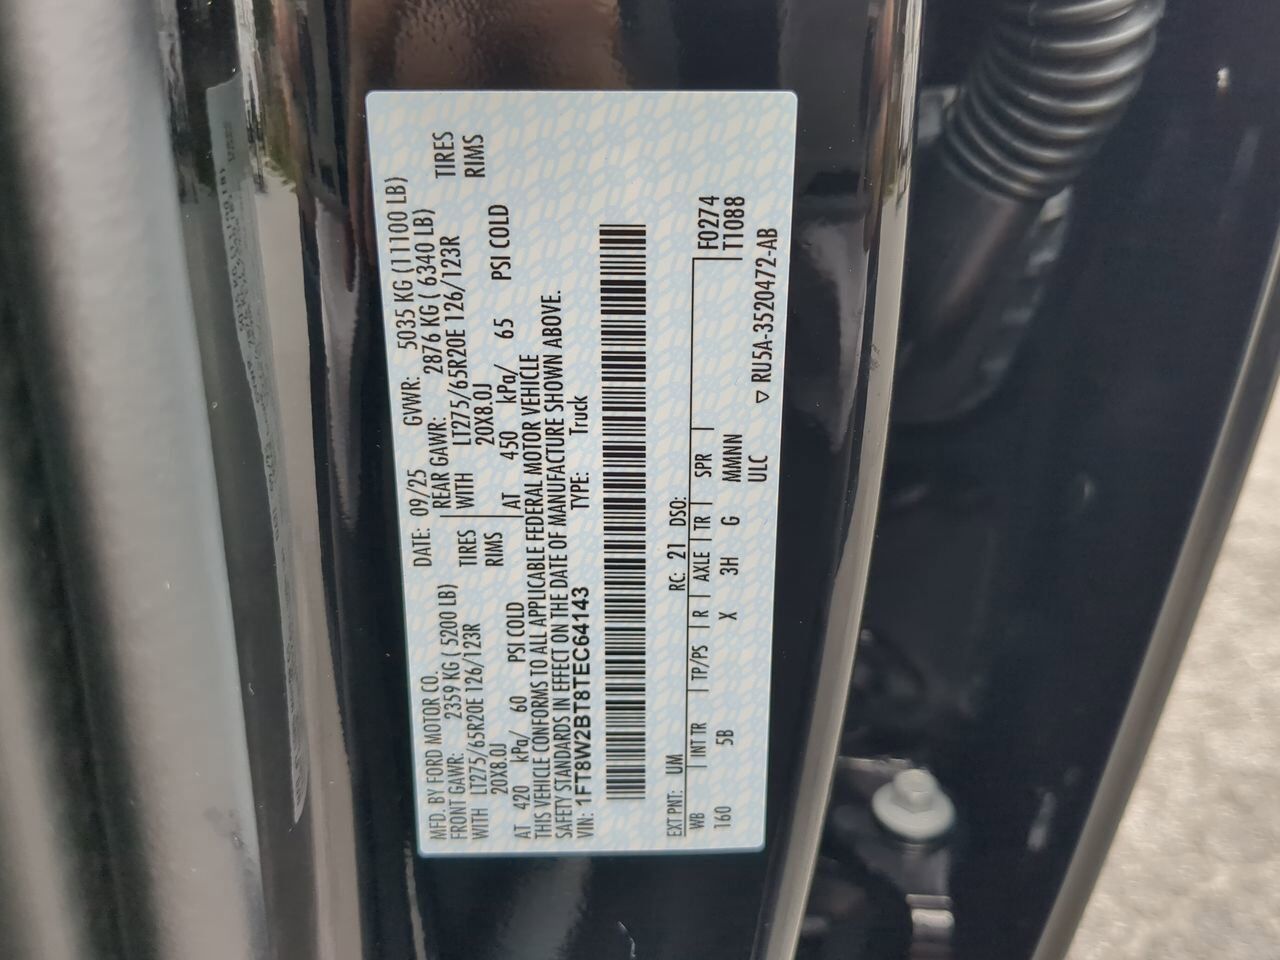 MFD. BY FORD MOTOR CO.
DATE: 09/25 GVWR: 5035 KG (11100 LB)
FRONT GAWR: 2359 KG ( 5200 LB) REAR GAWR: 2876 KG ( 6340 LB)
WITH LT275/65R20E 126/123R TIRES WITH LT275/65R20E 126/123R TIRES
20X8.0J RIMS 20X8.0J RIMS
AT 420 kPa/ 60 PSI COLD AT 450 kPa/ 65 PSI COLD
THIS VEHICLE CONFORMS TO ALL APPLICABLE FEDERAL MOTOR VEHICLE
SAFETY STANDARDS IN EFFECT ON THE DATE OF MANUFACTURE SHOWN ABOVE.
VIN: 1FT8W2BT8TEC64143 TYPE: Truck
EXT PNT: UM RC: 21 DSO:
WB INT TR TP/PS R AXLE TR SPR F0274
160 5B X 3H G MMNN TT088
ULC
RU5A-3520472-AB